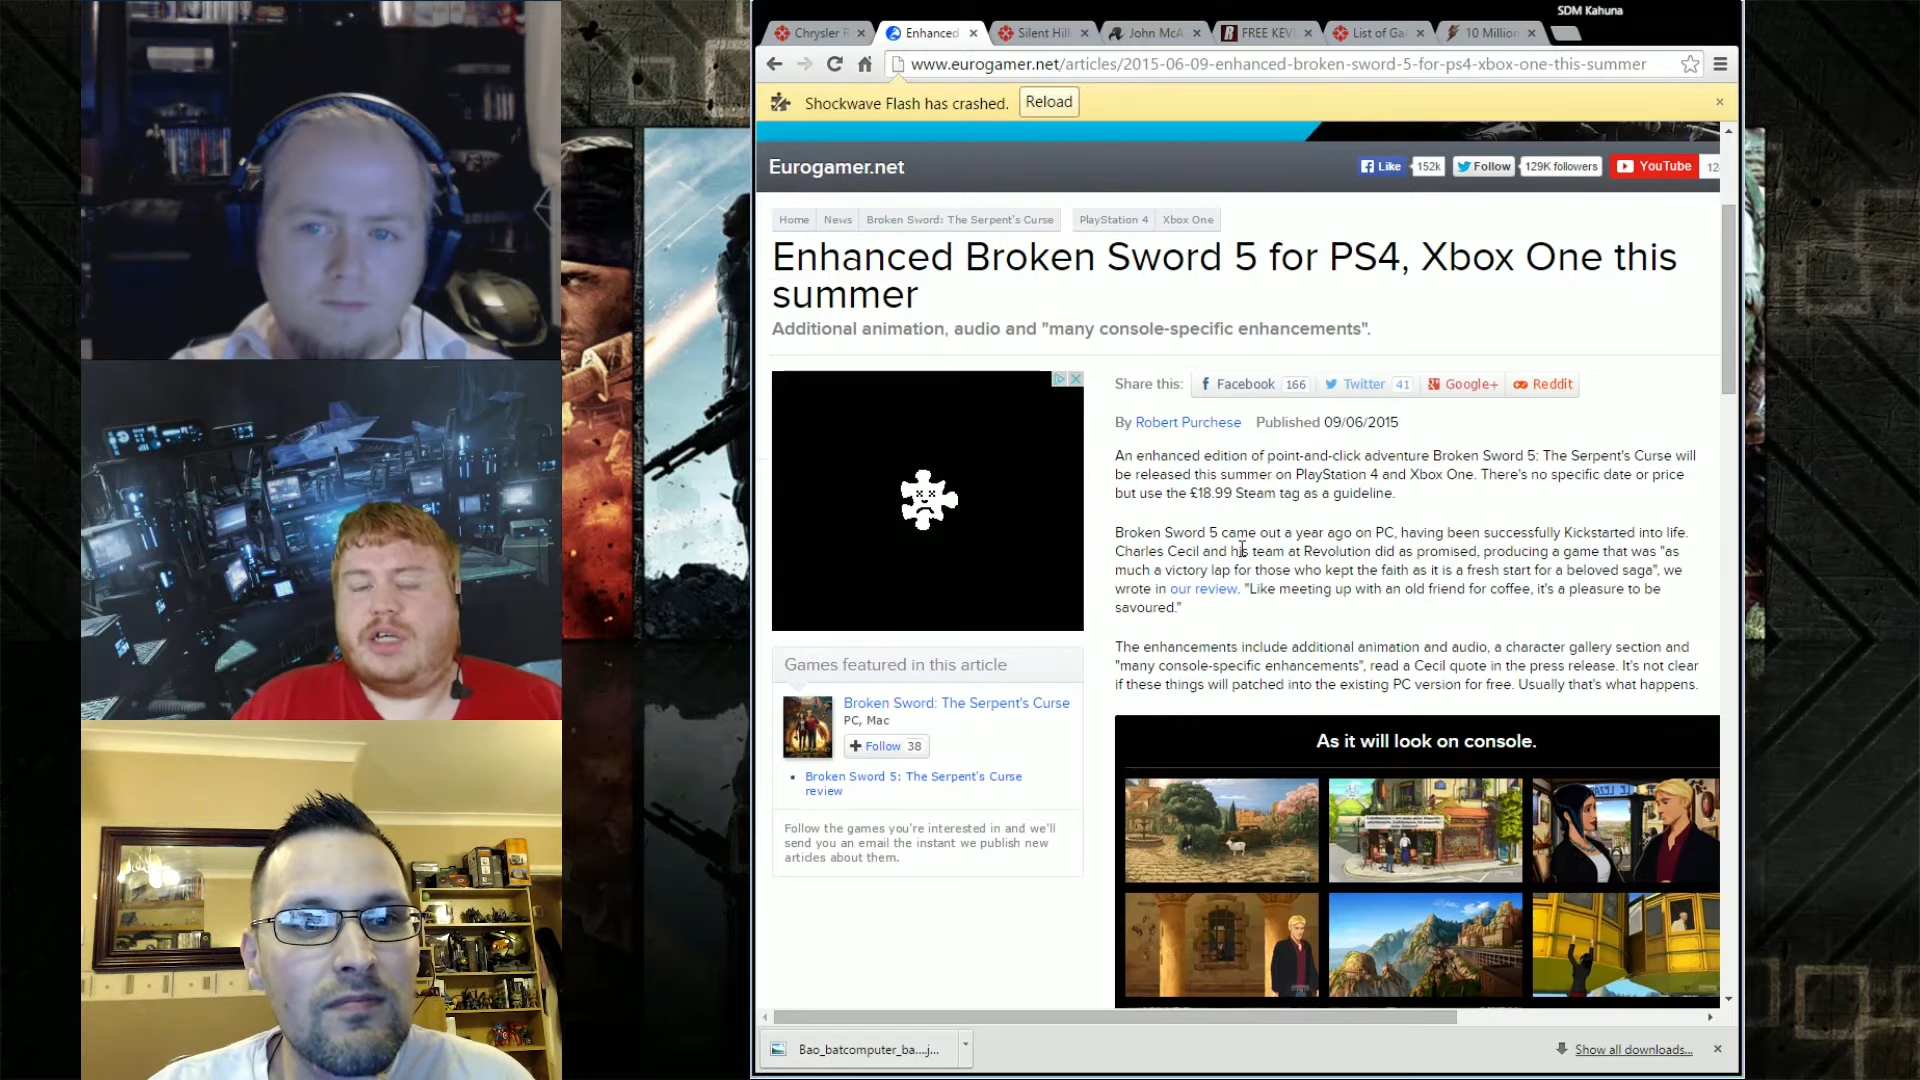 SDM Kahuna
Chrysler R
Enhanced
Silent Hill
John McA
FREE KEV
List of Ga
10 Million
www.eurogamer.net/articles/2015-06-09-enhanced-broken-sword-5-for-ps4-xbox-one-this-summer
Shockwave Flash has crashed. Reload
Eurogamer.net
Like 152k Follow 129K followers YouTube 12
Home News Broken Sword: The Serpent's Curse PlayStation 4 Xbox One
Enhanced Broken Sword 5 for PS4, Xbox One this
summer
Additional animation, audio and "many console-specific enhancements".
Share this: Facebook 166 Twitter 41 Google+ Reddit
By Robert Purchese Published 09/06/2015
An enhanced edition of point-and-click adventure Broken Sword 5: The Serpent's Curse will
be released this summer on PlayStation 4 and Xbox One. There's no specific date or price
but use the £18.99 Steam tag as a guideline.
Broken Sword 5 came out a year ago on PC, having been successfully Kickstarted into life.
Charles Cecil and his team at Revolution did as promised, producing a game that was "as
much a victory lap for those who kept the faith as it is a fresh start for a beloved saga", we
wrote in our review. "Like meeting up with an old friend for coffee, it's a pleasure to be
savoured."
The enhancements include additional animation and audio, a character gallery section and
"many console-specific enhancements", read a Cecil quote in the press release. It's not clear
if these things will patched into the existing PC version for free. Usually that's what happens.
As it will look on console.
Games featured in this article
Broken Sword: The Serpent's Curse
PC, Mac
Follow 38
Broken Sword 5: The Serpent's Curse
review
Follow the games you're interested in and we'll
send you an email the instant we publish new
articles about them.
Bao_batcomputer_ba....j...
Show all downloads...